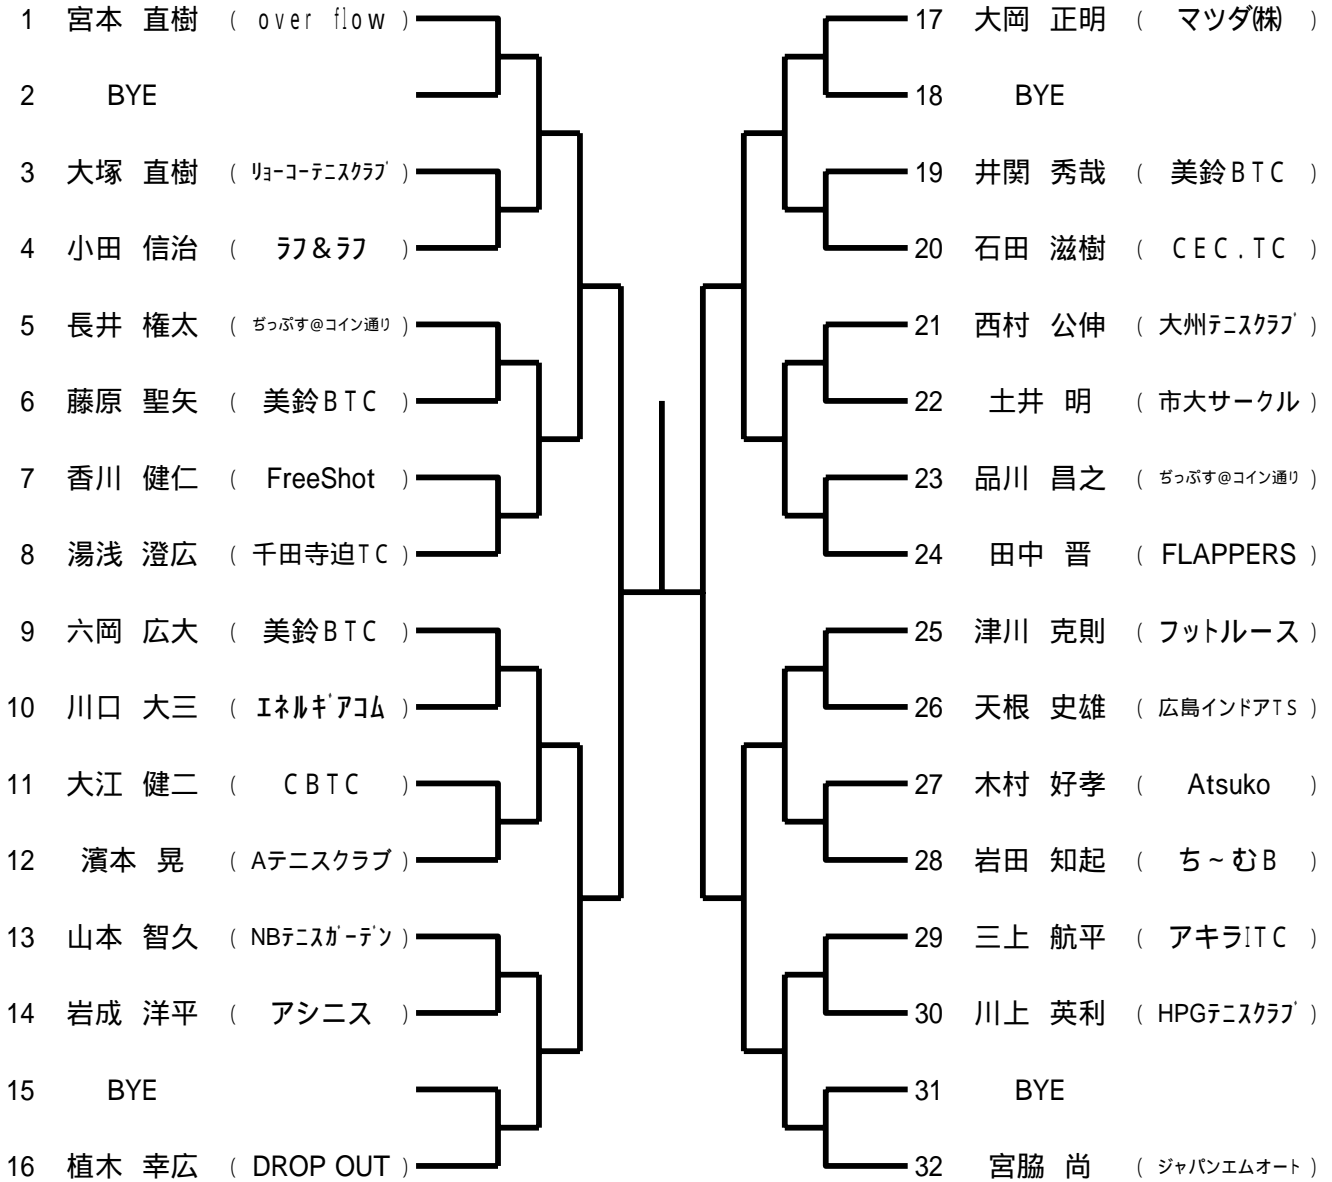 1 宮本 直樹 ( over flow )
2 BYE
3 大塚 直樹 ( ﾘｮｰｺｰﾃﾆｽｸﾗﾌﾞ )
4 小田 信治 ( ﾗﾌ＆ﾗﾌ )
5 長井 権太 ( ぢっぷす@コイン通り )
6 藤原 聖矢 ( 美鈴BTC )
7 香川 健仁 ( FreeShot )
8 湯浅 澄広 ( 千田寺迫TC )
9 六岡 広大 ( 美鈴BTC )
10 川口 大三 ( ｴﾈﾙｷﾞｱｺﾑ )
11 大江 健二 ( CBTC )
12 濱本 晃 ( Aテニスクラブ )
13 山本 智久 ( NBﾃﾆｽｶﾞｰﾃﾞﾝ )
14 岩成 洋平 ( アシニス )
15 BYE
16 植木 幸広 ( DROP OUT )
17 大岡 正明 ( マツダ㈱ )
18 BYE
19 井関 秀哉 ( 美鈴BTC )
20 石田 滋樹 ( CEC.TC )
21 西村 公伸 ( 大州ﾃﾆｽｸﾗﾌﾞ )
22 土井 明 ( 市大サークル )
23 品川 昌之 ( ぢっぷす@コイン通り )
24 田中 晋 ( FLAPPERS )
25 津川 克則 ( フットルース )
26 天根 史雄 ( 広島インドアTS )
27 木村 好孝 ( Atsuko )
28 岩田 知起 ( ち～むB )
29 三上 航平 ( アキラITC )
30 川上 英利 ( HPGﾃﾆｽｸﾗﾌﾞ )
31 BYE
32 宮脇 尚 ( ジャパンエムオート )